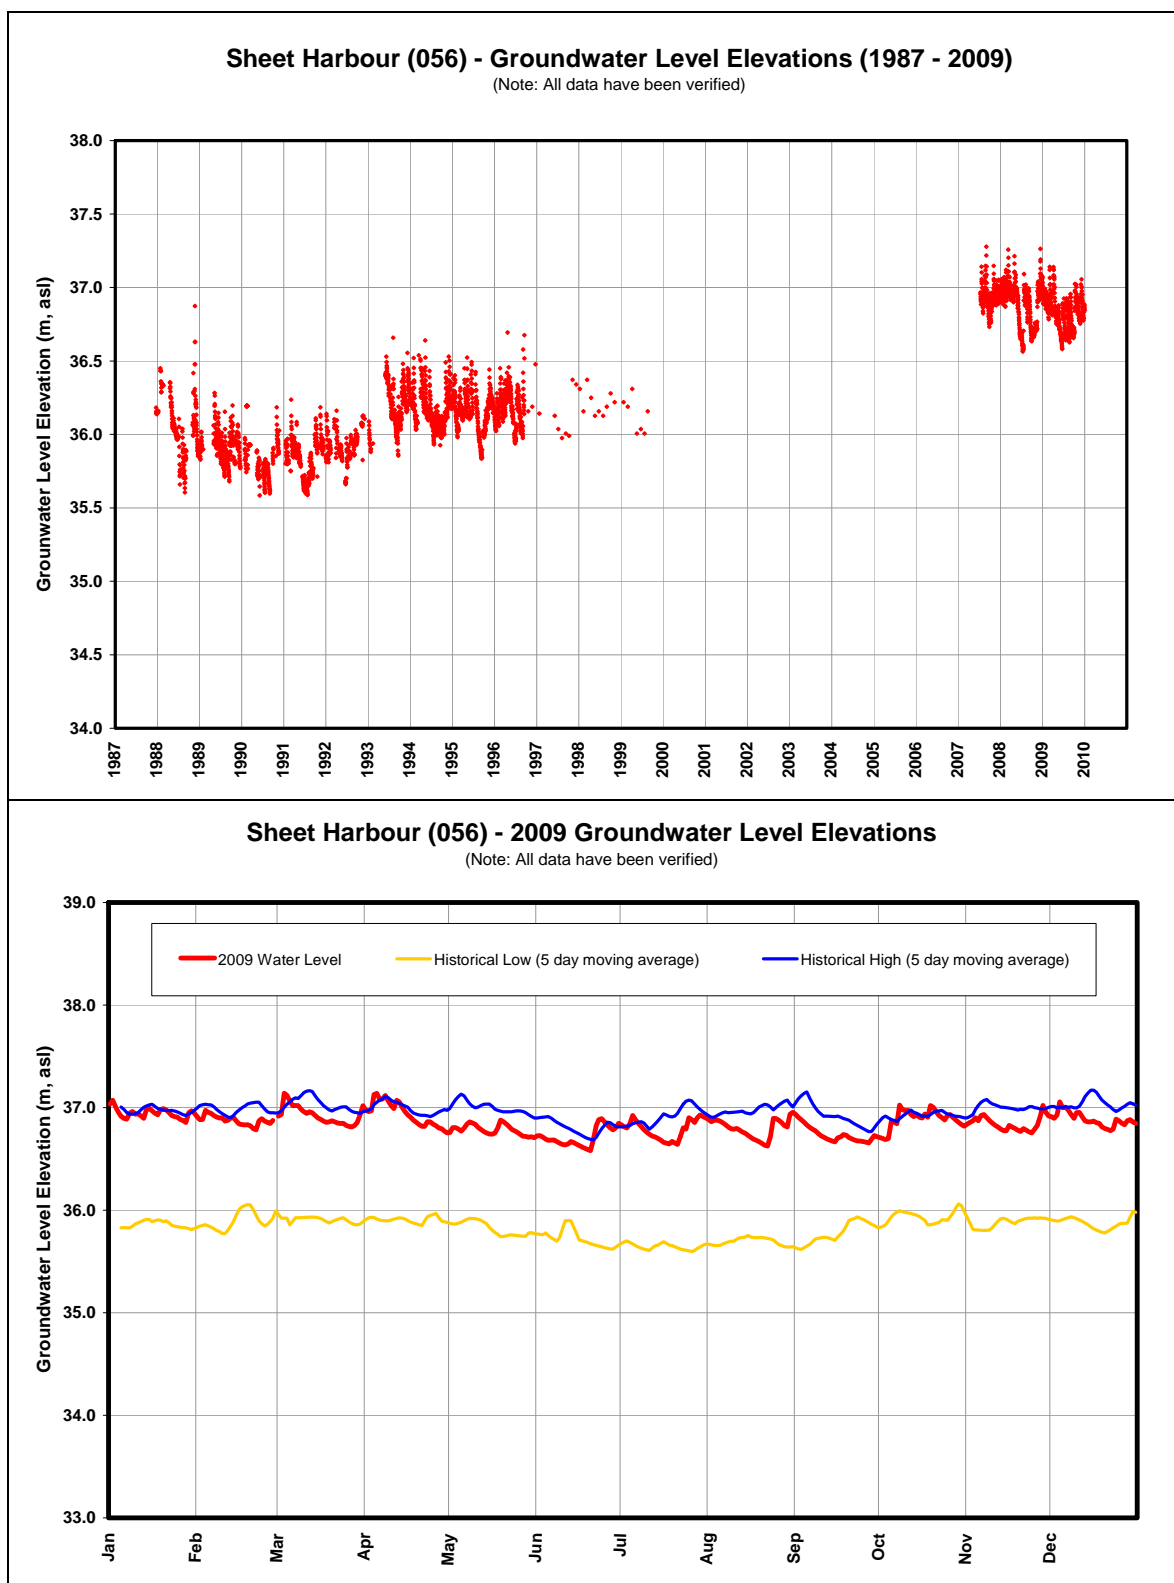 Sheet Harbour (056) - Groundwater Level Elevations (1987 - 2009)
(Note: All data have been verified)
Grounwater Level Elevation (m, asl)
38.0
37.5
37.0
36.5
36.0
35.5
35.0
34.5
34.0
1987 1988 1989 1990 1991 1992 1993 1994 1995 1996 1997 1998 1999 2000 2001 2002 2003 2004 2005 2006 2007 2008 2009 2010
Sheet Harbour (056) - 2009 Groundwater Level Elevations
(Note: All data have been verified)
Groundwater Level Elevation (m, asl)
39.0
2009 Water Level Historical Low (5 day moving average) Historical High (5 day moving average)
38.0
37.0
36.0
35.0
34.0
33.0
Jan Feb Mar Apr May Jun Jul Aug Sep Oct Nov Dec